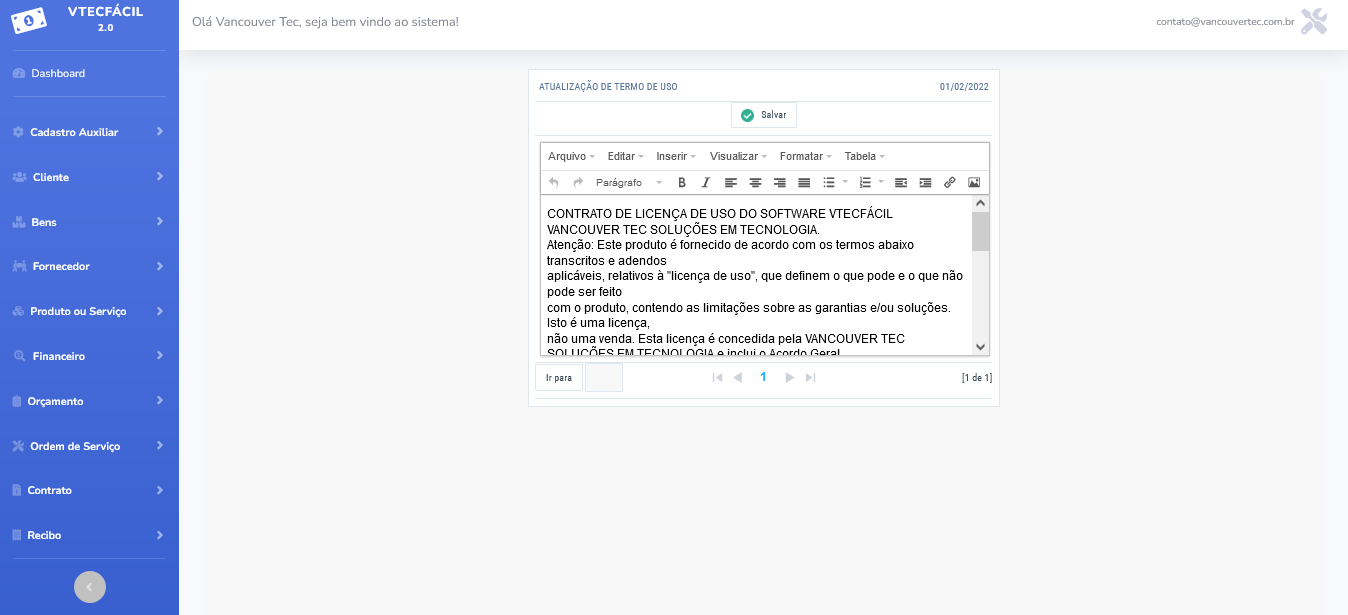 VTECFÁCIL
2.0
Dashboard
Cadastro Auxiliar
Cliente
Bens
Fornecedor
Produto ou Serviço
Financeiro
Orçamento
Ordem de Serviço
Contrato
Recibo
Olá Vancouver Tec, seja bem vindo ao sistema!
contato@vancouvertec.com.br
ATUALIZAÇÃO DE TERMO DE USO 01/02/2022
Salvar
Arquivo Editar Inserir Visualizar Formatar Tabela
Parágrafo B I
CONTRATO DE LICENÇA DE USO DO SOFTWARE VTECFÁCIL
VANCOUVER TEC SOLUÇÕES EM TECNOLOGIA.
Atenção: Este produto é fornecido de acordo com os termos abaixo
transcritos e adendos
aplicáveis, relativos à "licença de uso", que definem o que pode e o que não
pode ser feito
com o produto, contendo as limitações sobre as garantias e/ou soluções.
Isto é uma licença,
não uma venda. Esta licença é concedida pela VANCOUVER TEC
SOLUÇÕES EM TECNOLOGIA e inclui o Acordo Geral
Ir para 1 [1 de 1]